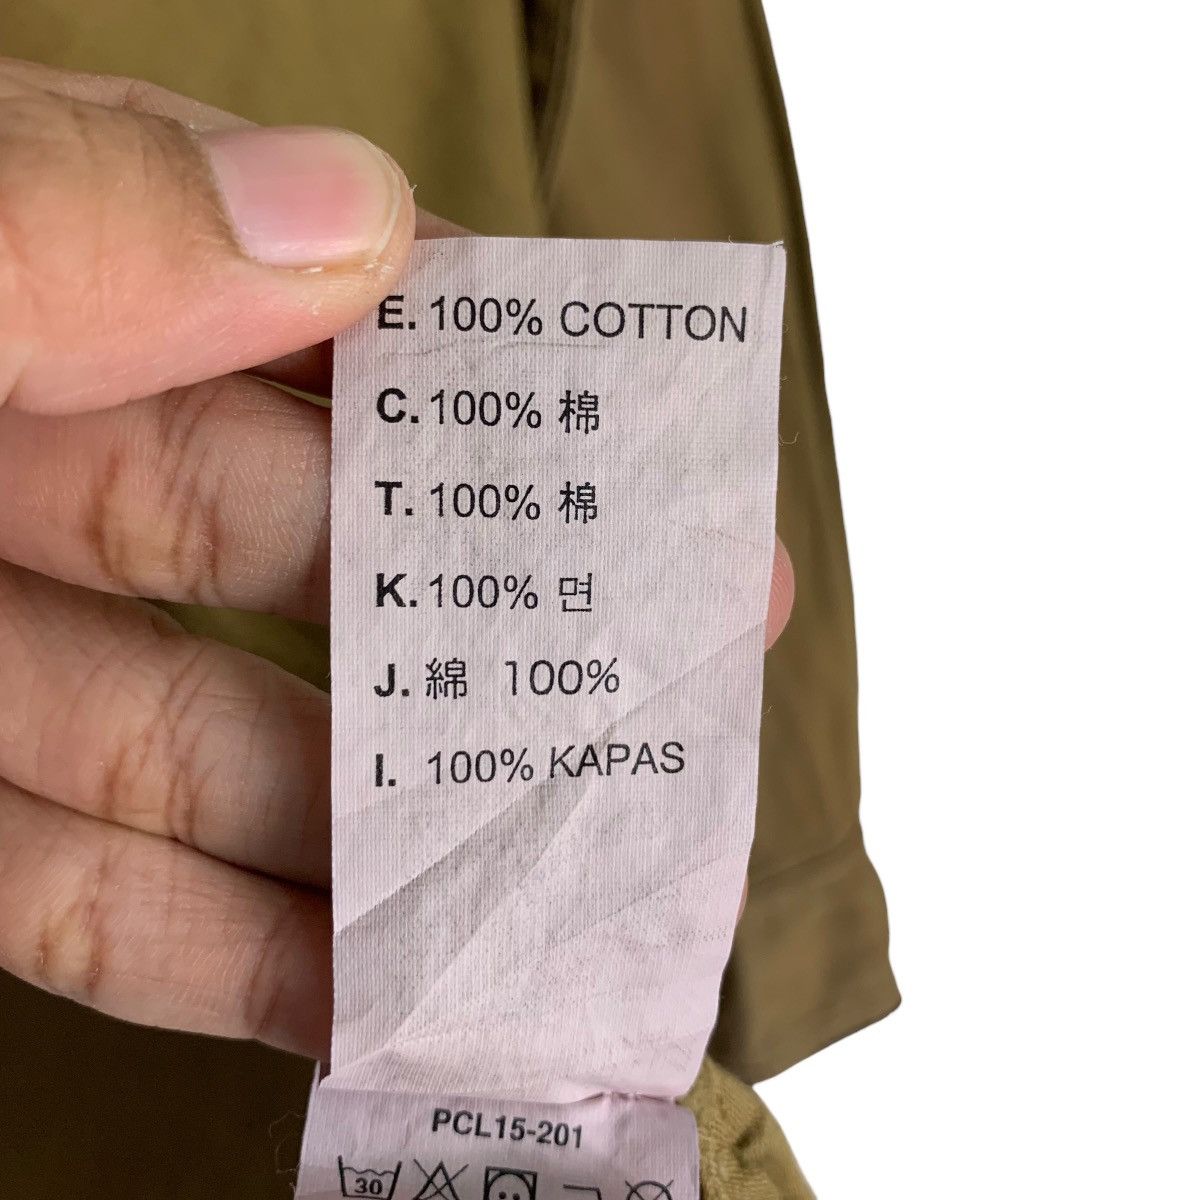 E. 100% COTTON
C. 100% 棉
T. 100% 棉
K. 100% 면
J. 綿 100%
I. 100% KAPAS
PCL15-201
30